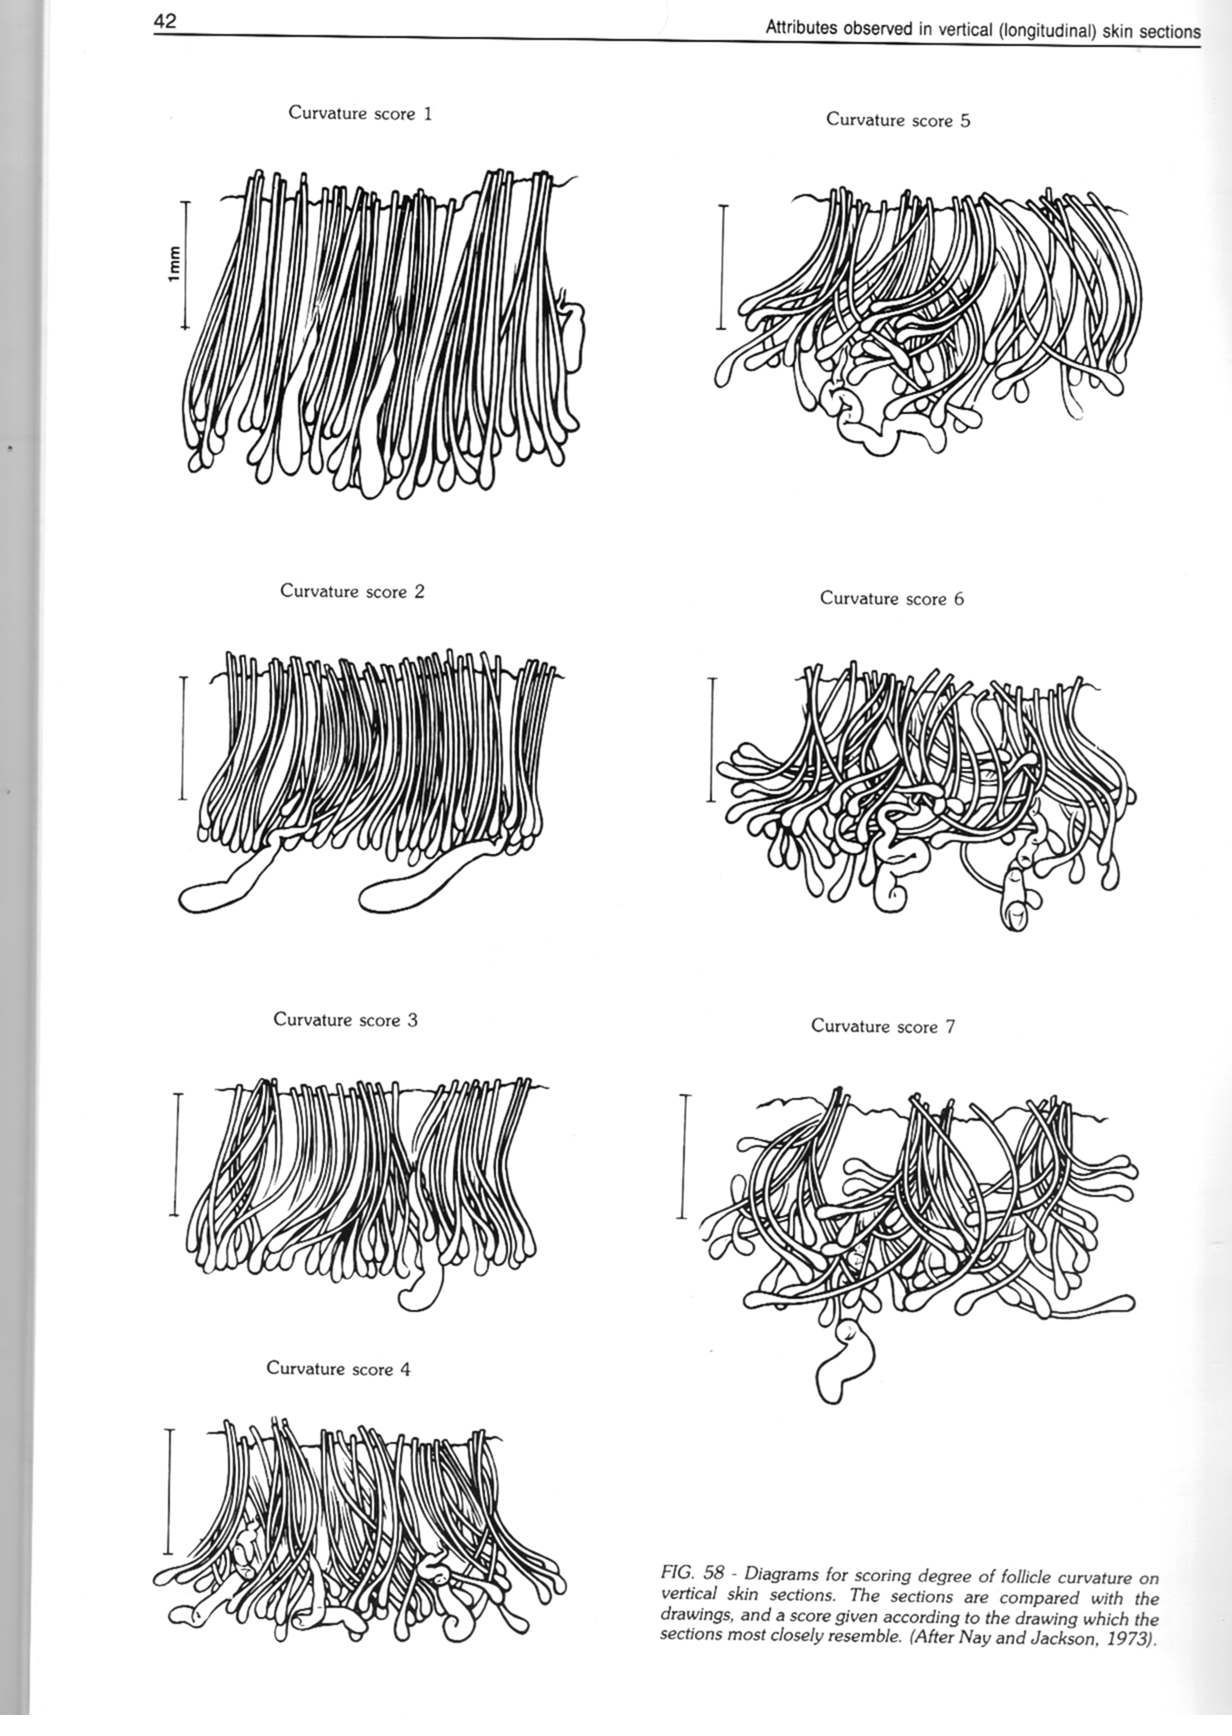 42
Attributes observed in vertical (longitudinal) skin sections
Curvature score 1
1mm
Curvature score 2
Curvature score 3
Curvature score 4
Curvature score 5
Curvature score 6
Curvature score 7
FIG. 58 - Diagrams for scoring degree of follicle curvature on
vertical skin sections. The sections are compared with the
drawings, and a score given according to the drawing which the
sections most closely resemble. (After Nay and Jackson, 1973).